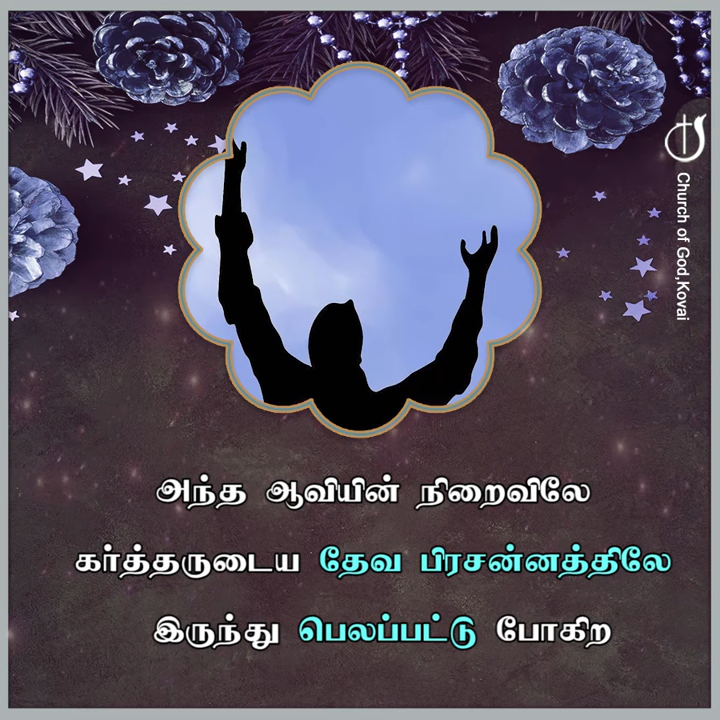 Church of God,Kovai
அந்த ஆவியின் நிறைவிலே
கர்த்தருடைய தேவ பிரசன்னத்திலே
இருந்து பெலப்பட்டு போகிற